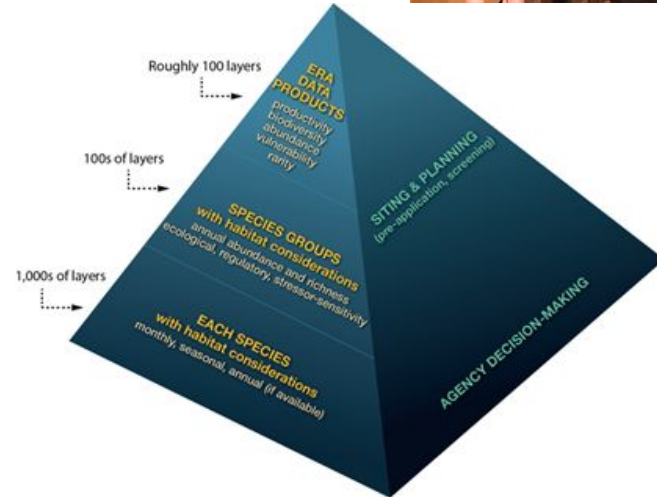 Roughly 100 layers
ERA
DATA
PRODUCTS
productivity
biodiversity
abundance
vulnerability
rarity
100s of layers
SPECIES GROUPS
with habitat considerations
annual abundance and richness
ecological, regulatory, stressor-sensitivity
1,000s of layers
EACH SPECIES
with habitat considerations
monthly, seasonal, annual (if available)
SITING & PLANNING
(pre-application, screening)
AGENCY DECISION-MAKING